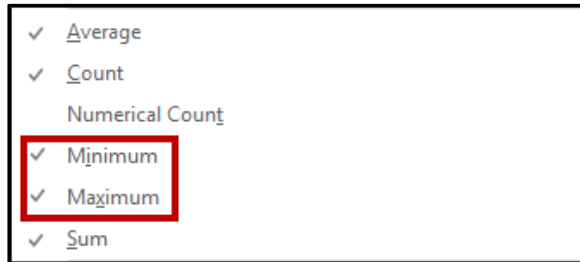 Average
Count
Numerical Count
Minimum
Maximum
Sum